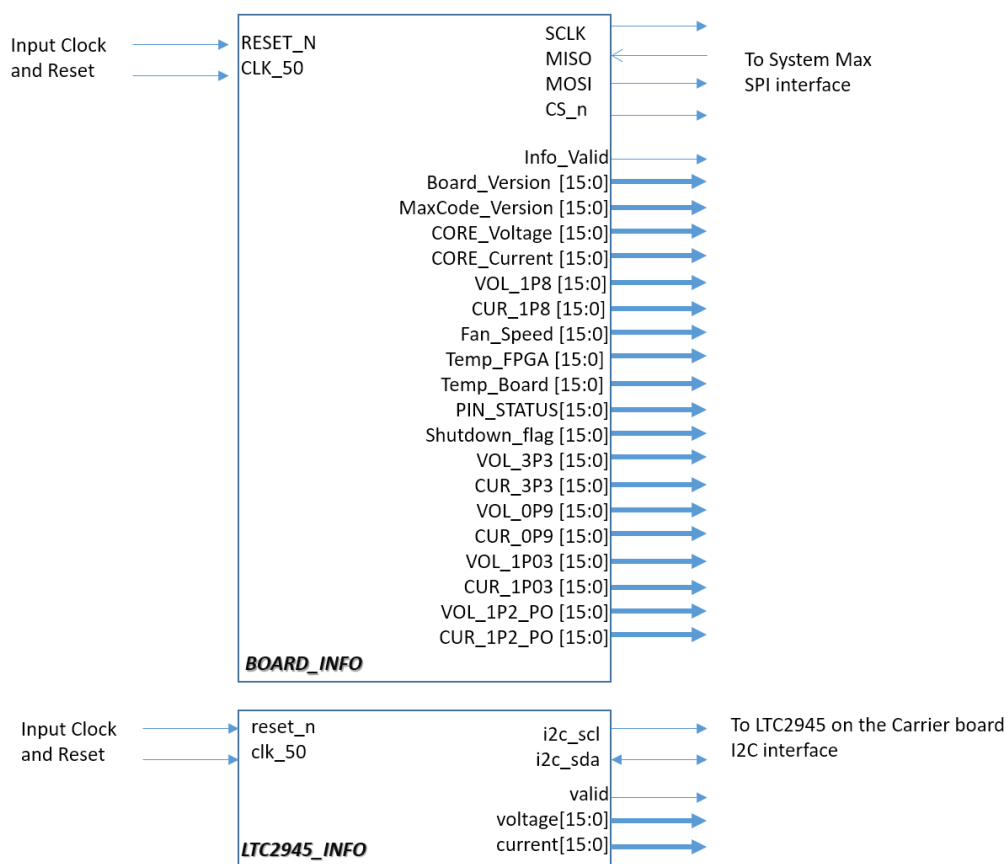 Input Clock
and Reset
RESET_N
CLK_50
SCLK
MISO
MOSI
CS_n
To System Max
SPI interface
Info_Valid
Board_Version [15:0]
MaxCode_Version [15:0]
CORE_Voltage [15:0]
CORE_Current [15:0]
VOL_1P8 [15:0]
CUR_1P8 [15:0]
Fan_Speed [15:0]
Temp_FPGA [15:0]
Temp_Board [15:0]
PIN_STATUS[15:0]
Shutdown_flag [15:0]
VOL_3P3 [15:0]
CUR_3P3 [15:0]
VOL_0P9 [15:0]
CUR_0P9 [15:0]
VOL_1P03 [15:0]
CUR_1P03 [15:0]
VOL_1P2_PO [15:0]
CUR_1P2_PO [15:0]
BOARD_INFO
Input Clock
and Reset
reset_n
clk_50
i2c_scl
i2c_sda
To LTC2945 on the Carrier board
I2C interface
valid
voltage[15:0]
current[15:0]
LTC2945_INFO